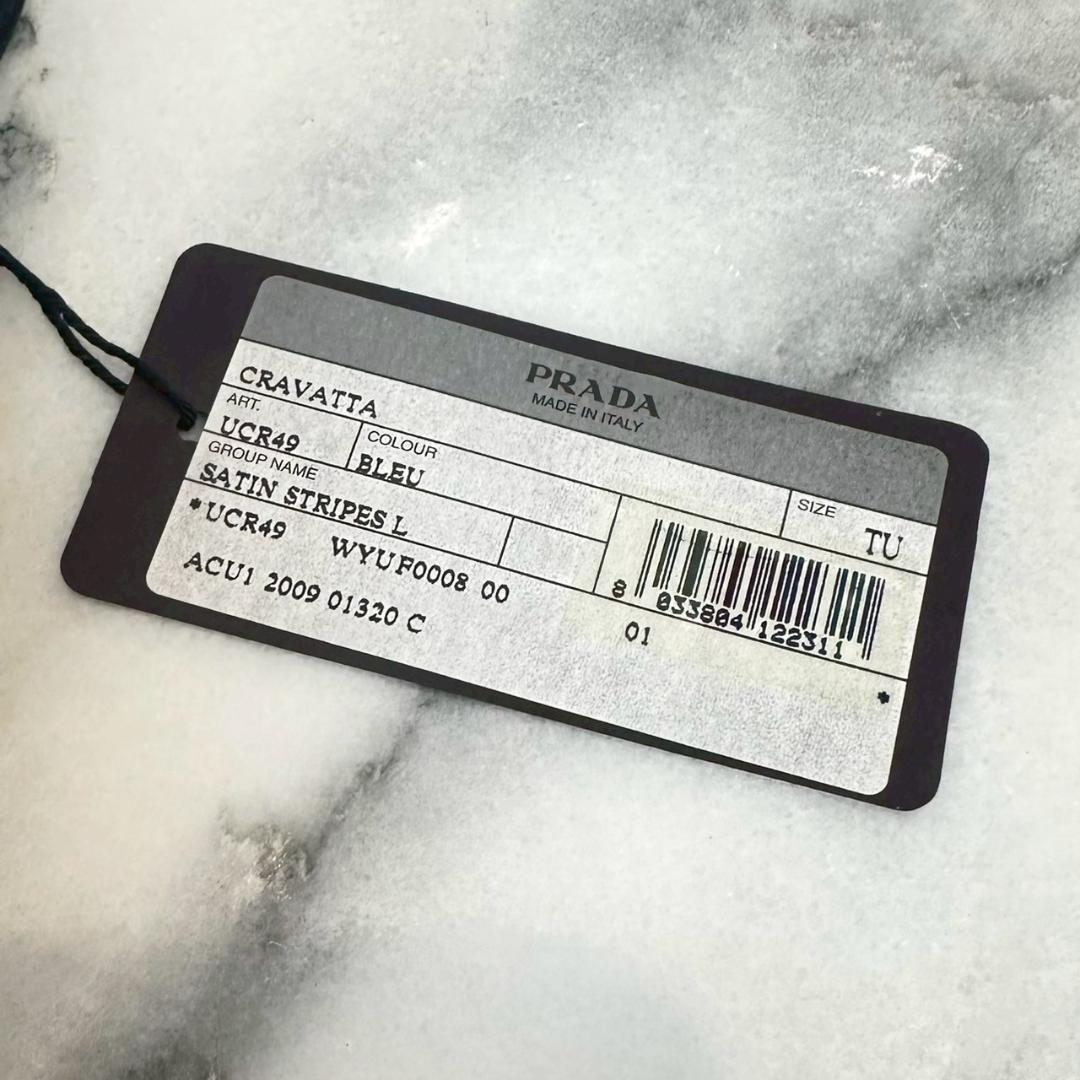 PRADA
MADE IN ITALY
CRAVATTA
SIZE
TU
ART.
UCR49
COLOUR
BLEU
GROUP NAME
SATIN STRIPES L
*UCR49 WYUF0008 00
8 033804 122311
01
ACU1 2009 01320 C
*